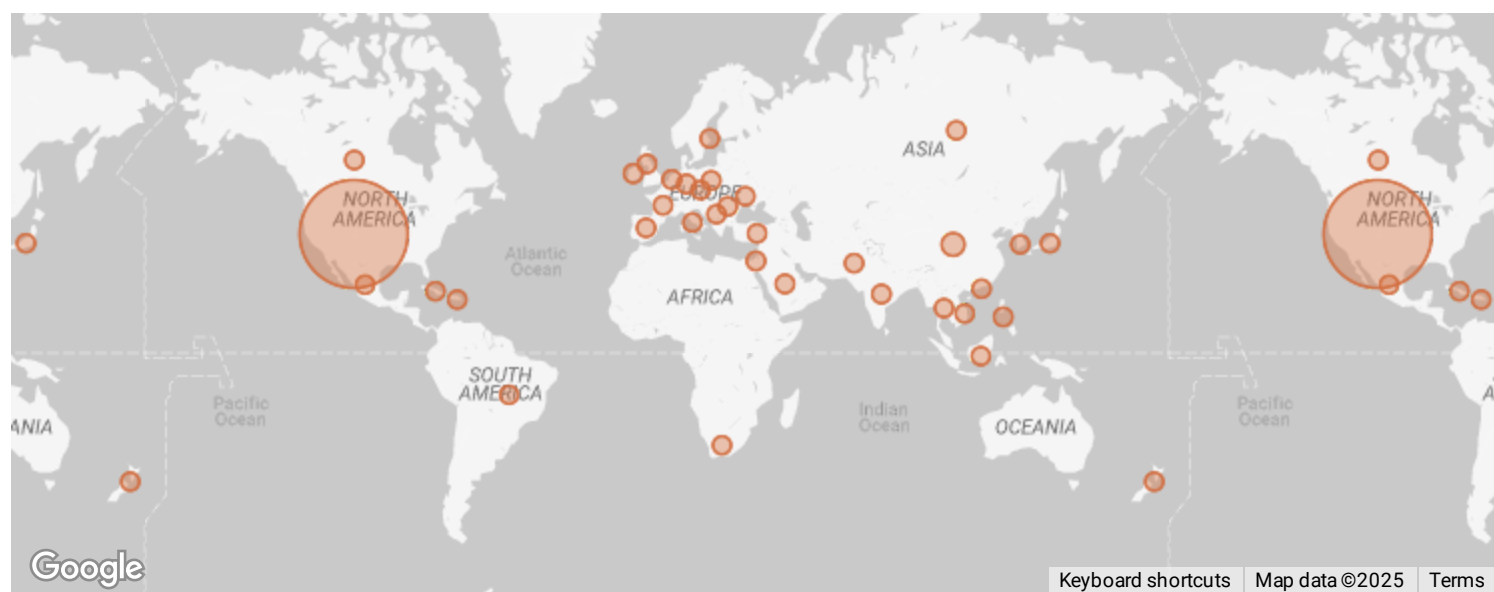 NORTH
AMERICA
Atlantic
Ocean
EUROPE
ASIA
AFRICA
NORTH
AMERICA
SOUTH
AMERICA
Pacific
Ocean
Indian
Ocean
OCEANIA
Pacific
Ocean
ANIA
A
Google
Keyboard shortcuts
Map data ©2025
Terms